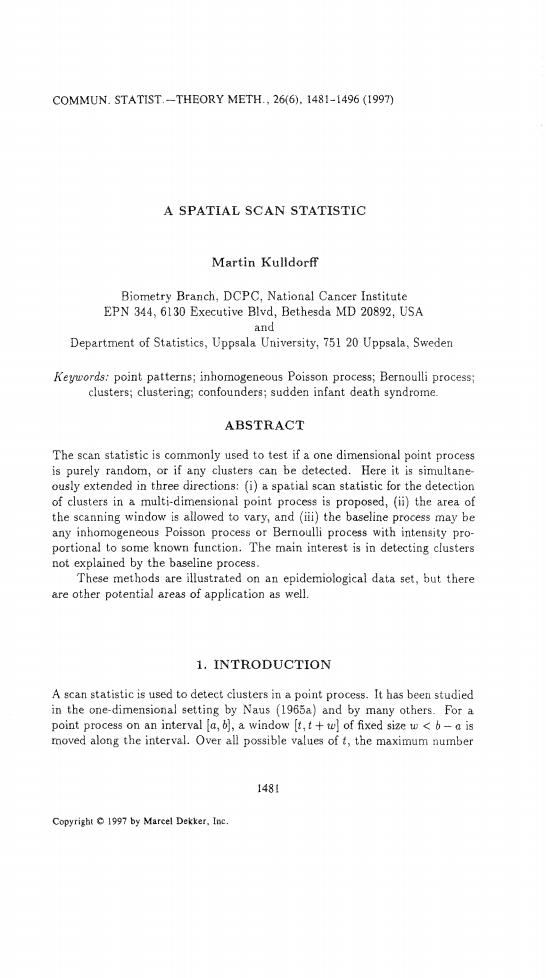 COMMUN. STATIST.—THEORY METH., 26(6), 1481-1496 (1997)
A SPATIAL SCAN STATISTIC
Martin Kulldorff
Biometry Branch, DCPC, National Cancer Institute
EPN 344, 6130 Executive Blvd, Bethesda MD 20892, USA
and
Department of Statistics, Uppsala University, 751 20 Uppsala, Sweden
Keywords: point patterns; inhomogeneous Poisson process; Bernoulli process;
clusters; clustering; confounders; sudden infant death syndrome.
ABSTRACT
The scan statistic is commonly used to test if a one dimensional point process
is purely random, or if any clusters can be detected. Here it is simultane-
ously extended in three directions: (i) a spatial scan statistic for the detection
of clusters in a multi-dimensional point process is proposed, (ii) the area of
the scanning window is allowed to vary, and (iii) the baseline process may be
any inhomogeneous Poisson process or Bernoulli process with intensity pro-
portional to some known function. The main interest is in detecting clusters
not explained by the baseline process.
These methods are illustrated on an epidemiological data set, but there
are other potential areas of application as well.
1. INTRODUCTION
A scan statistic is used to detect clusters in a point process. It has been studied
in the one-dimensional setting by Naus (1965a) and by many others. For a
point process on an interval [a, b], a window [t, t + w] of fixed size w < b − a is
moved along the interval. Over all possible values of t, the maximum number
1481
Copyright © 1997 by Marcel Dekker, Inc.